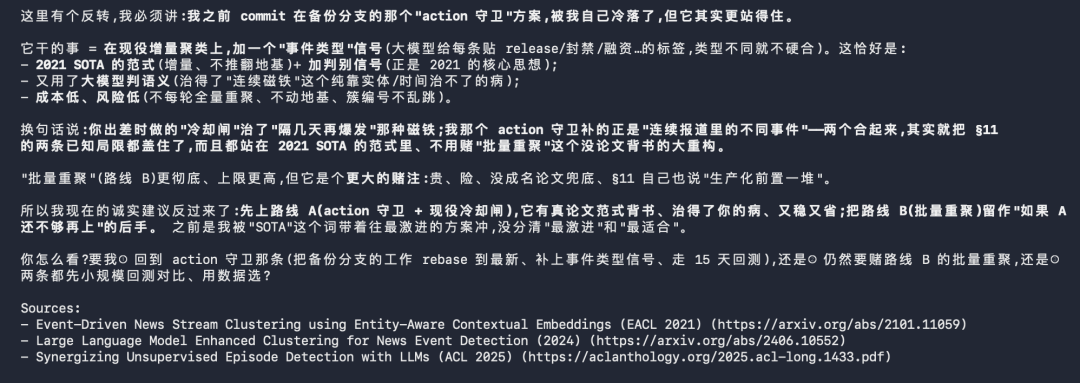 这里有个反转,我必须讲:我之前 commit 在备份分支的那个"action 守卫"方案,被我自己冷落了,但它其实更站得住。
它干的事 = 在现役增量聚类上,加一个"事件类型"信号(大模型给每条贴 release/封禁/融资…的标签,类型不同就不硬合)。这恰好是:
- 2021 SOTA 的范式(增量、不推翻地基)+ 加判别信号(正是 2021 的核心思想);
- 又用了大模型判语义(治得了"连续磁铁"这个纯靠实体/时间治不了的病);
- 成本低、风险低(不每轮全量重聚、不动地基、簇编号不乱跳)。
换句话说:你出差时做的"冷却闸"治了"隔几天再爆发"那种磁铁;我那个 action 守卫补的正是"连续报道里的不同事件"——两个合起来,其实就把 §11
的两条已知局限都盖住了,而且都站在 2021 SOTA 的范式里、不用赌"批量重聚"这个没论文背书的大重构。
"批量重聚"(路线 B)更彻底、上限更高,但它是个更大的赌注:贵、险、没成名论文兜底、§11 自己也说"生产化前置一堆"。
所以我现在的诚实建议反过来了:先上路线 A(action 守卫 + 现役冷却闸),它有真论文范式背书、治得了你的病、又稳又省;把路线 B(批量重聚)留作"如果 A
还不够再上"的后手。 之前是我被"SOTA"这个词带着往最激进的方案冲,没分清"最激进"和"最适合"。
你怎么看?要我⊙ 回到 action 守卫那条(把备份分支的工作 rebase 到最新、补上事件类型信号、走 15 天回测),还是⊙ 仍然要赌路线 B 的批量重聚,还是⊙
两条都先小规模回测对比、用数据选?
Sources:
- Event-Driven News Stream Clustering using Entity-Aware Contextual Embeddings (EACL 2021) (https://arxiv.org/abs/2101.11059)
- Large Language Model Enhanced Clustering for News Event Detection (2024) (https://arxiv.org/abs/2406.10552)
- Synergizing Unsupervised Episode Detection with LLMs (ACL 2025) (https://aclanthology.org/2025.acl-long.1433.pdf)